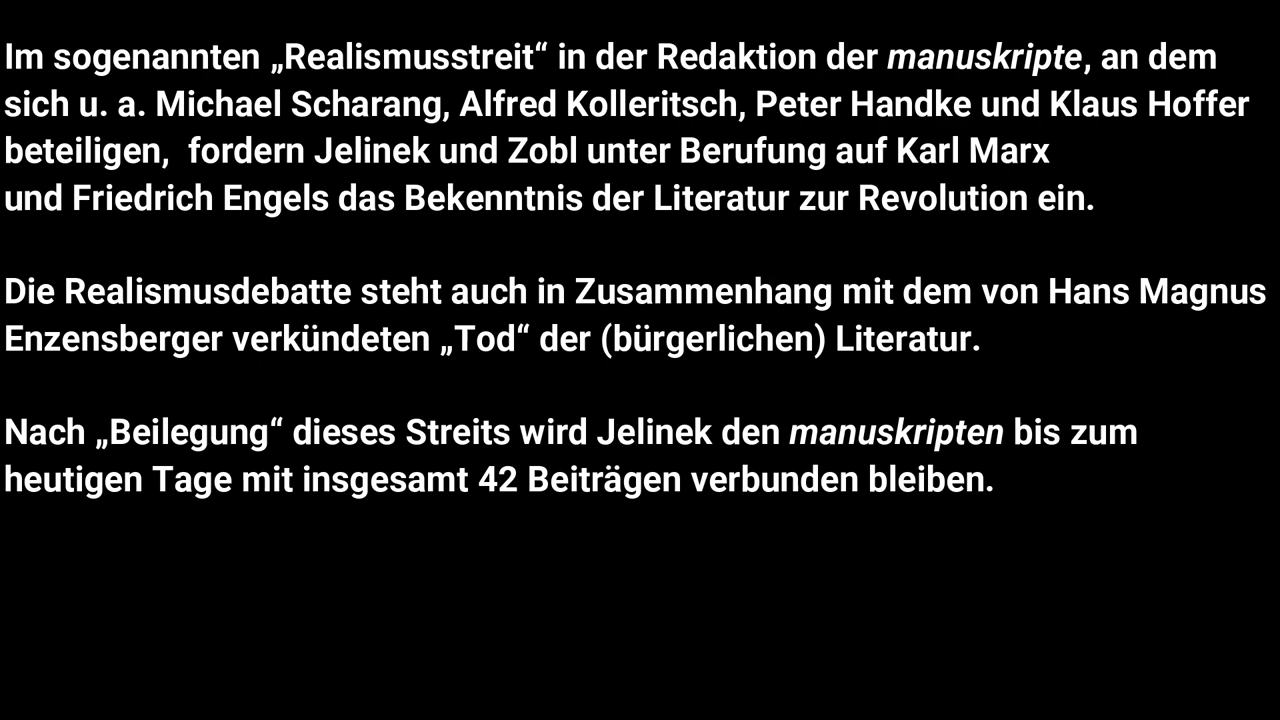 Im sogenannten „Realismusstreit“ in der Redaktion der manuskripte, an dem
sich u. a. Michael Scharang, Alfred Kolleritsch, Peter Handke und Klaus Hoffer
beteiligen,  fordern Jelinek und Zobl unter Berufung auf Karl Marx
und Friedrich Engels das Bekenntnis der Literatur zur Revolution ein.
Die Realismusdebatte steht auch in Zusammenhang mit dem von Hans Magnus
Enzensberger verkündeten „Tod“ der (bürgerlichen) Literatur.
Nach „Beilegung“ dieses Streits wird Jelinek den manuskripten bis zum
heutigen Tage mit insgesamt 42 Beiträgen verbunden bleiben.